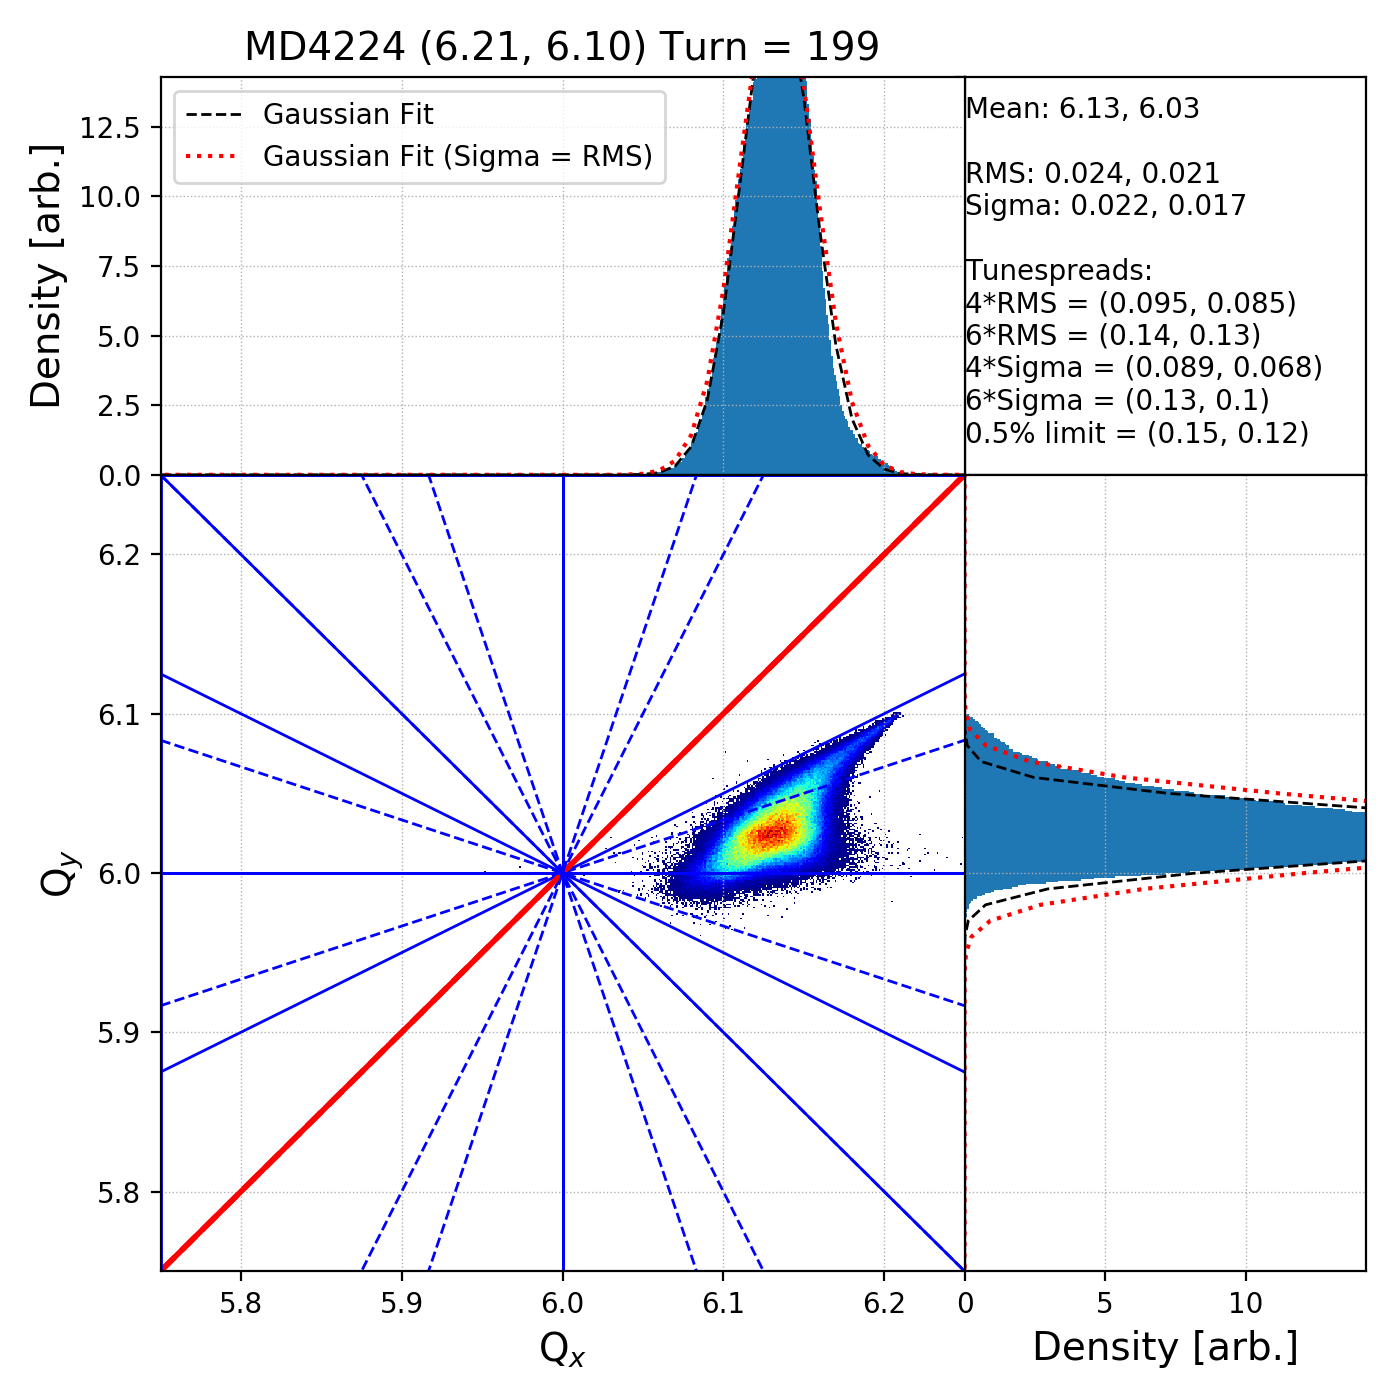 MD4224 (6.21, 6.10) Turn = 199
Gaussian Fit
Gaussian Fit (Sigma = RMS)
Density [arb.]
12.5
10.0
7.5
5.0
2.5
0.0
Mean: 6.13, 6.03
RMS: 0.024, 0.021
Sigma: 0.022, 0.017
Tunespreads:
4*RMS = (0.095, 0.085)
6*RMS = (0.14, 0.13)
4*Sigma = (0.089, 0.068)
6*Sigma = (0.13, 0.1)
0.5% limit = (0.15, 0.12)
Qy
6.2
6.1
6.0
5.9
5.8
5.8 5.9 6.0 6.1 6.2
Qx
0 5 10
Density [arb.]